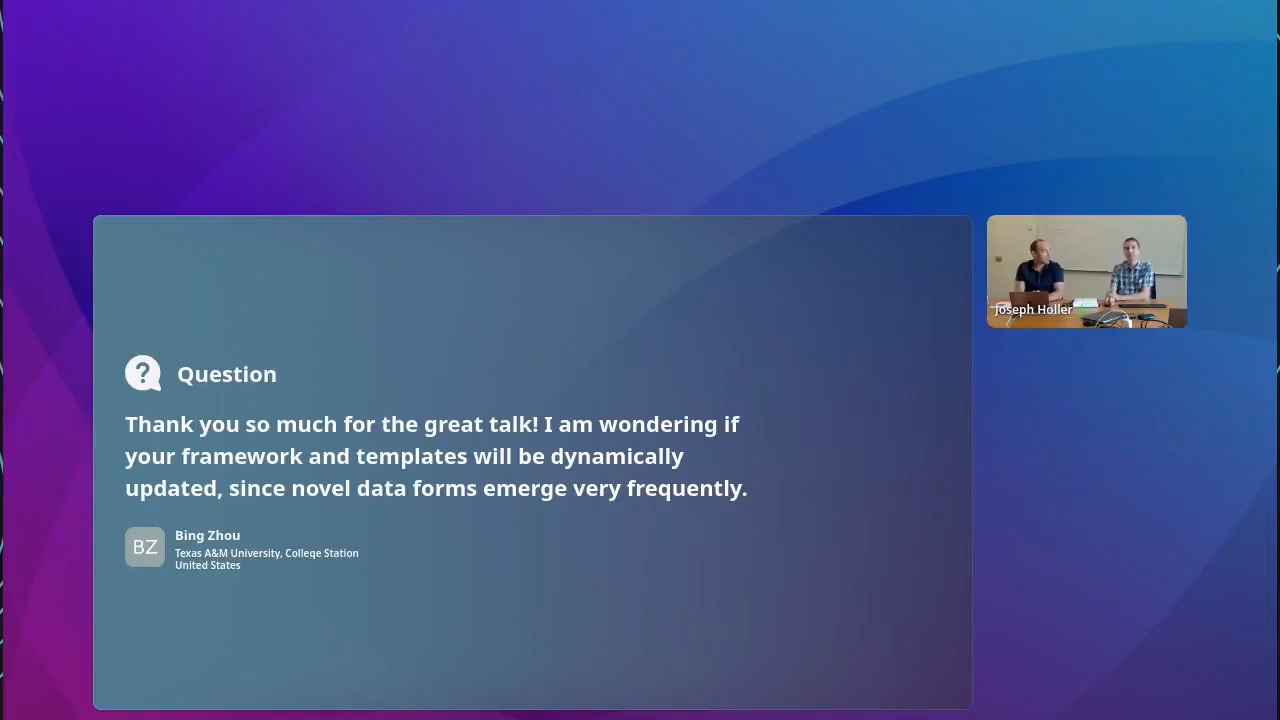 Question
Thank you so much for the great talk! I am wondering if
your framework and templates will be dynamically
updated, since novel data forms emerge very frequently.
BZ
Bing Zhou
Texas A&M University, College Station
United States
Joseph Holler